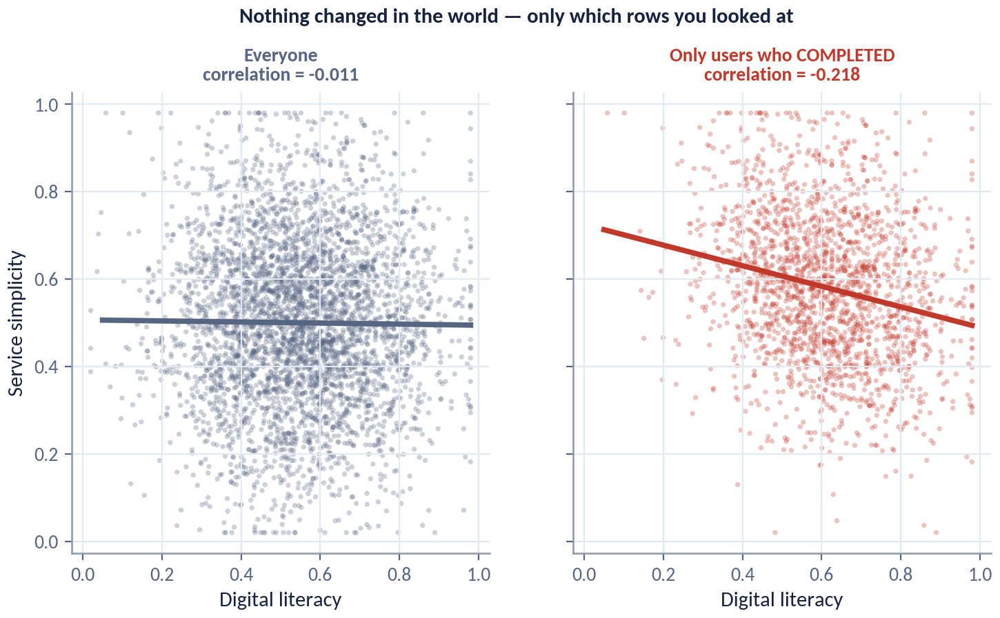 Nothing changed in the world — only which rows you looked at
Everyone
correlation = -0.011
Only users who COMPLETED
correlation = -0.218
Service simplicity
1.0
0.8
0.6
0.4
0.2
0.0
0.0 0.2 0.4 0.6 0.8 1.0
Digital literacy
0.0 0.2 0.4 0.6 0.8 1.0
Digital literacy